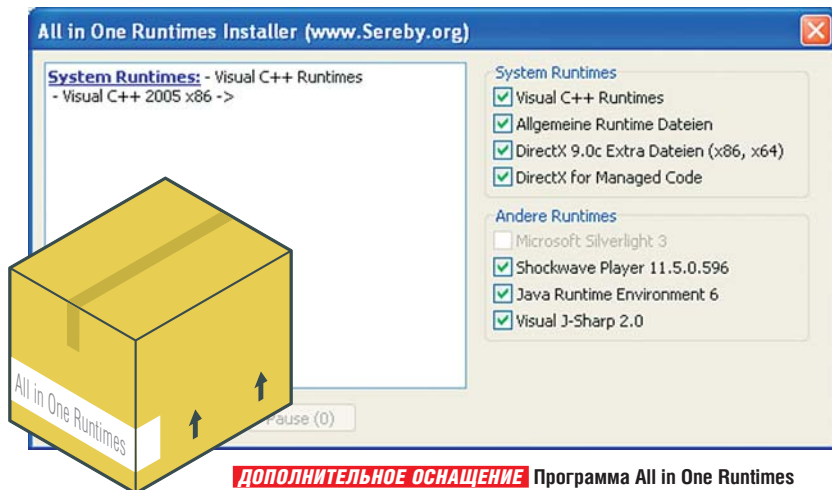 All in One Runtimes Installer (www.Sereby.org)
System Runtimes: - Visual C++ Runtimes
- Visual C++ 2005 x86 ->
System Runtimes
Visual C++ Runtimes
Allgemeine Runtime Dateien
DirectX 9.0c Extra Dateien (x86, x64)
DirectX for Managed Code
Andere Runtimes
Microsoft Silverlight 3
Shockwave Player 11.5.0.596
Java Runtime Environment 6
Visual J-Sharp 2.0
Pause (0)
All in One Runtimes
ДОПОЛНИТЕЛЬНОЕ ОСНАЩЕНИЕ Программа All in One Runtimes